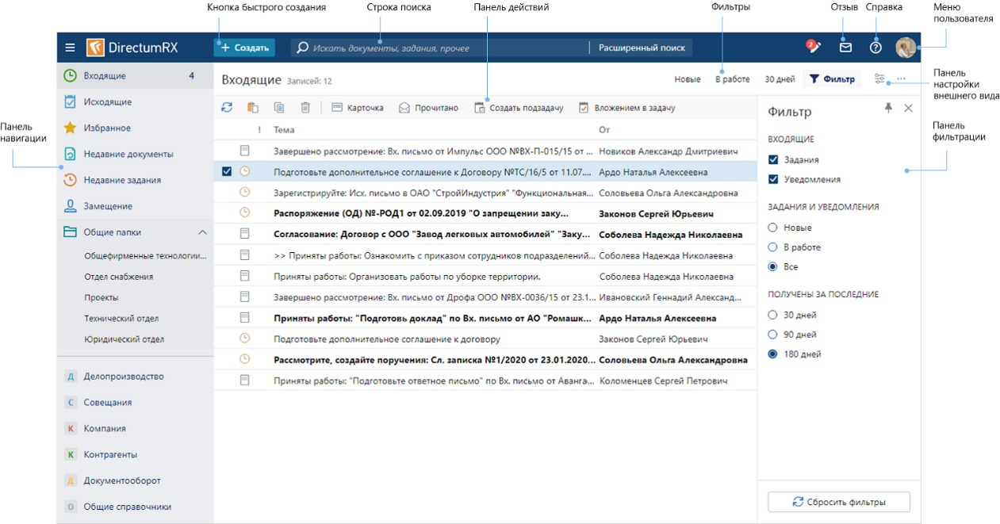 Кнопка быстрого создания
Строка поиска
Панель действий
Фильтры
Отзыв
Справка
Меню
пользователя
DirectumRX
+ Создать
Искать документы, задания, прочее
Расширенный поиск
2
Панель
настройки
внешнего вида
Панель
фильтрации
Панель
навигации
Входящие 4
Исходящие
Избранное
Недавние документы
Недавние задания
Замещение
Общие папки
Общефирменные технологии...
Отдел снабжения
Проекты
Технический отдел
Юридический отдел
Д Делопроизводство
С Совещания
К Компания
К Контрагенты
Д Документооборот
О Общие справочники
Входящие Записей: 12
Новые В работе 30 дней Фильтр ...
Карточка Прочитано Создать подзадачу Вложением в задачу
! Тема От
Завершено рассмотрение: Вх. письмо от Импульс ООО №ВХ-П-015/15 от ... Новиков Александр Дмитриевич
Подготовьте дополнительное соглашение к Договору №ТС/16/5 от 11.07.... Ардо Наталья Алексеевна
Зарегистрируйте: Исх. письмо в ОАО "СтройИндустрия" "Функциональная... Соловьева Ольга Александровна
Распоряжение (ОД) №-РОД1 от 02.09.2019 "О запрещении заку... Законов Сергей Юрьевич
Согласование: Договор с ООО "Завод легковых автомобилей" "Заку... Соболева Надежда Николаевна
>> Приняты работы: Ознакомить с приказом сотрудников подразделений... Соболева Надежда Николаевна
Приняты работы: Организовать работы по уборке территории. Соболева Надежда Николаевна
Завершено рассмотрение: Вх. письмо от Дрофа ООО №ВХ-0036/15 от 23.1... Ивановский Геннадий Александ...
Приняты работы: "Подготовь доклад" по Вх. письмо от АО "Ромашк... Ардо Наталья Алексеевна
Подготовьте дополнительное соглашение к договору Законов Сергей Юрьевич
Рассмотрите, создайте поручения: Сл. записка №1/2020 от 23.01.2020... Соловьева Ольга Александровна
Приняты работы: "Подготовьте ответное письмо" по Вх. письмо от Аванга... Коломенцев Сергей Петрович
Фильтр
ВХОДЯЩИЕ
Задания
Уведомления
ЗАДАНИЯ И УВЕДОМЛЕНИЯ
Новые
В работе
Все
ПОЛУЧЕНЫ ЗА ПОСЛЕДНИЕ
30 дней
90 дней
180 дней
Сбросить фильтры